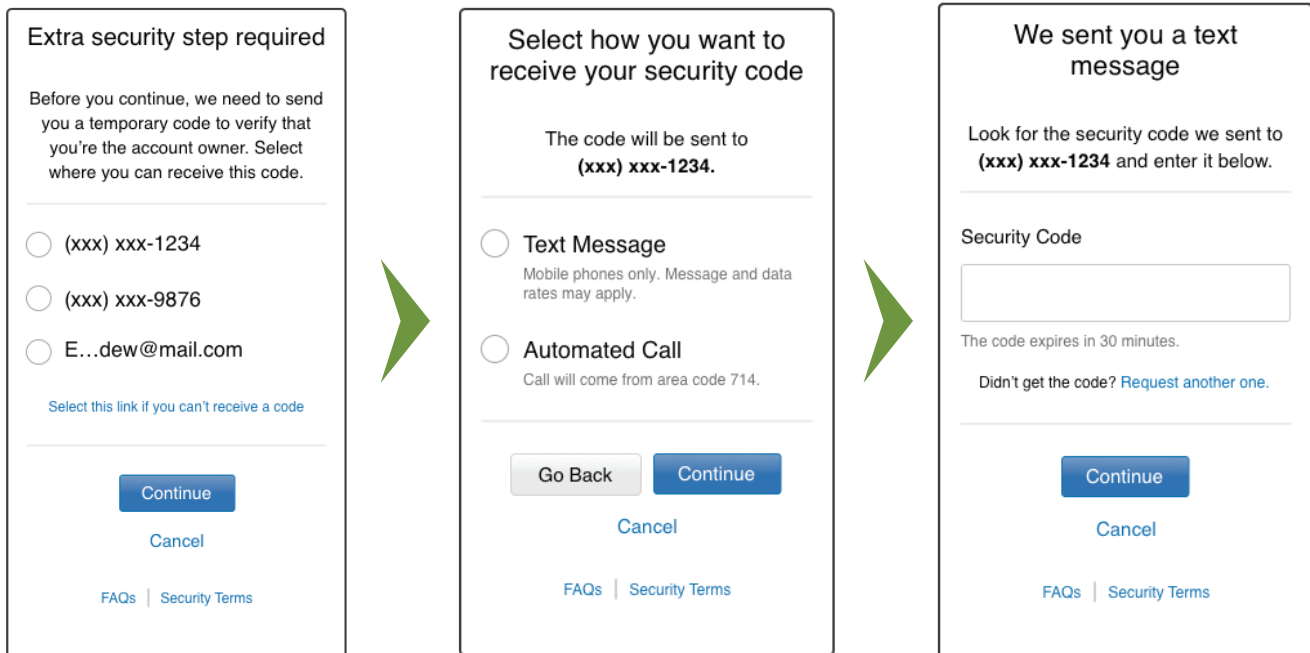 Extra security step required
Before you continue, we need to send
you a temporary code to verify that
you're the account owner. Select
where you can receive this code.
(xxx) xxx-1234
(xxx) xxx-9876
E...dew@mail.com
Select this link if you can't receive a code
Continue
Cancel
FAQs | Security Terms
Select how you want to
receive your security code
The code will be sent to
(xxx) xxx-1234.
Text Message
Mobile phones only. Message and data
rates may apply.
Automated Call
Call will come from area code 714.
Go Back
Continue
Cancel
FAQs | Security Terms
We sent you a text
message
Look for the security code we sent to
(xxx) xxx-1234 and enter it below.
Security Code
The code expires in 30 minutes.
Didn't get the code? Request another one.
Continue
Cancel
FAQs | Security Terms